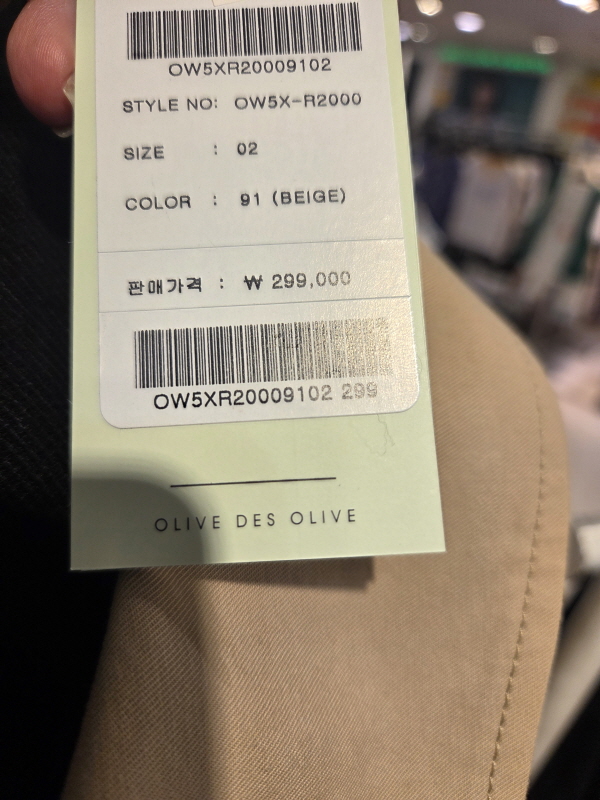 OW5XR20009102
STYLE NO: OW5X-R2000
SIZE : 02
COLOR : 91 (BEIGE)
판매가격 : ₩ 299,000
OW5XR20009102 299
OLIVE DES OLIVE